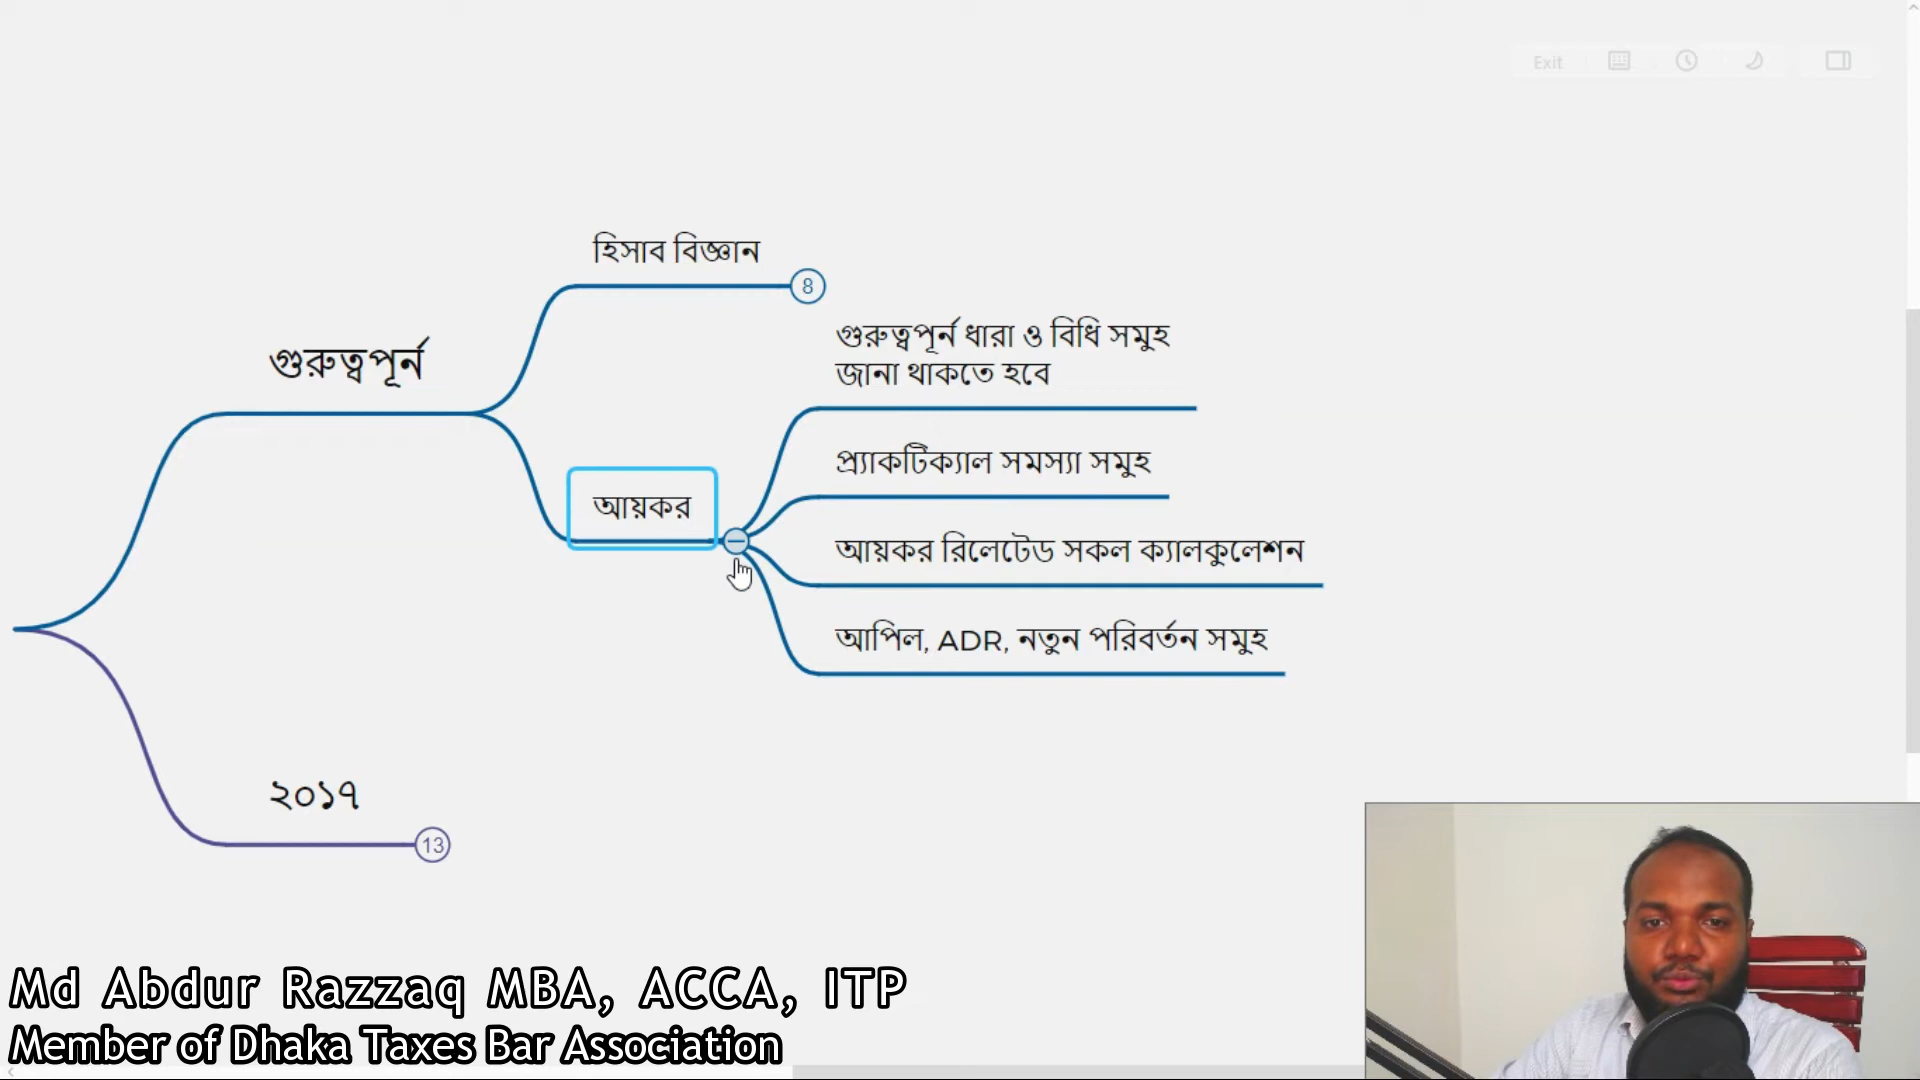 Exit
হিসাব বিজ্ঞান
8
গুরুত্বপূর্ন ধারা ও বিধি সমুহ
জানা থাকতে হবে
গুরুত্বপূর্ন
প্র্যাকটিক্যাল সমস্যা সমুহ
আয়কর
আয়কর রিলেটেড সকল ক্যালকুলেশন
আপিল, ADR, নতুন পরিবর্তন সমুহ
২০১৭
13
Md Abdur Razzaq MBA, ACCA, ITP
Member of Dhaka Taxes Bar Association